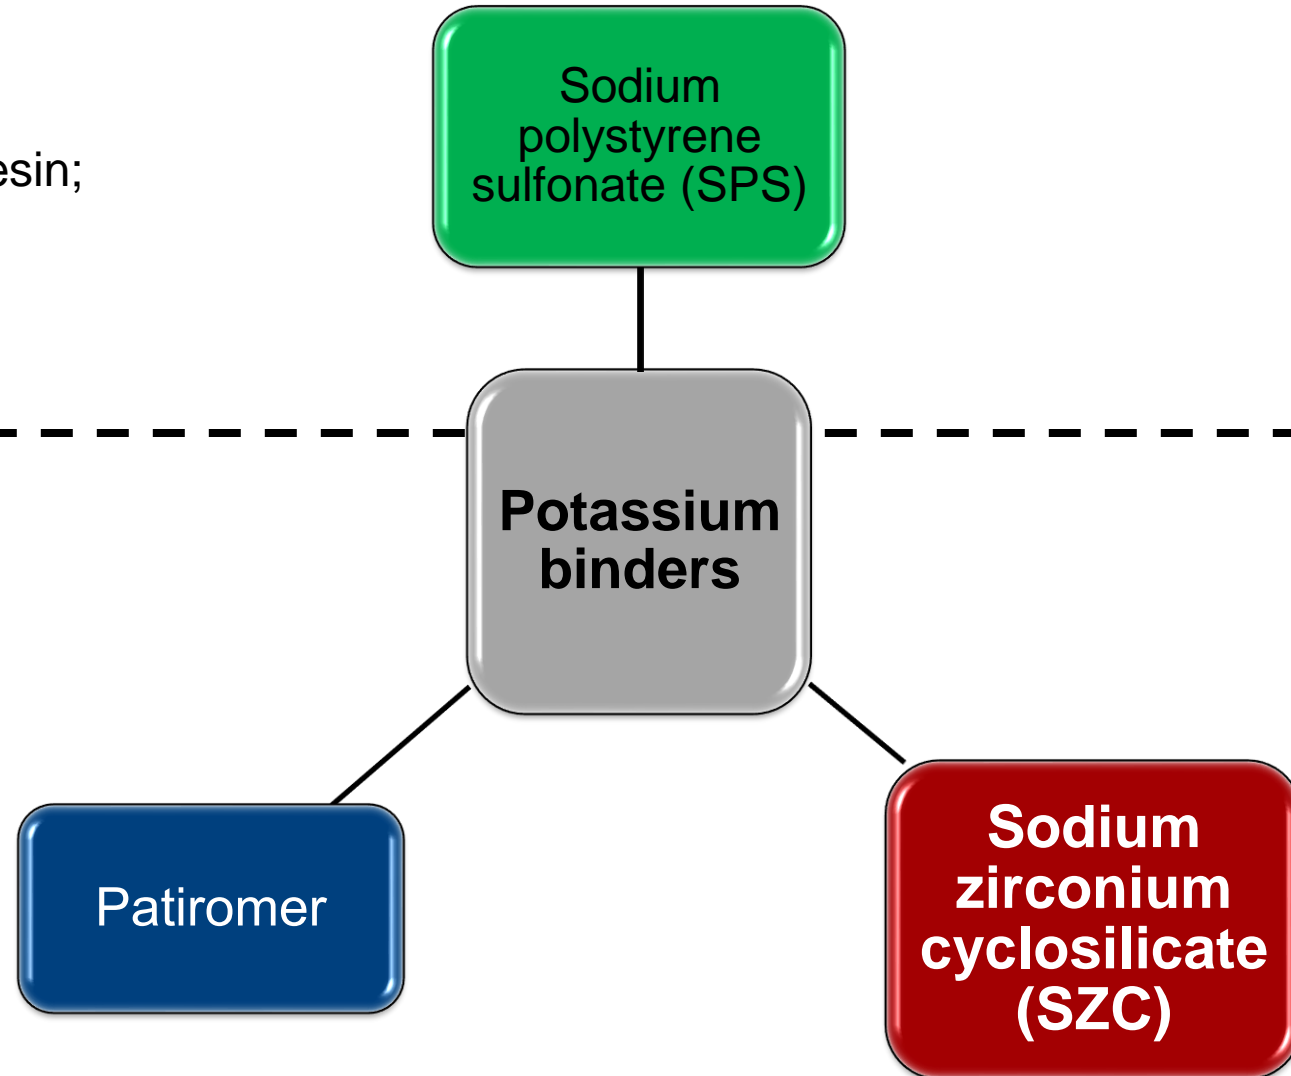 Sodium
polystyrene
sulfonate (SPS)
esin;
Potassium
binders
Patiromer
Sodium
zirconium
cyclosilicate
(SZC)